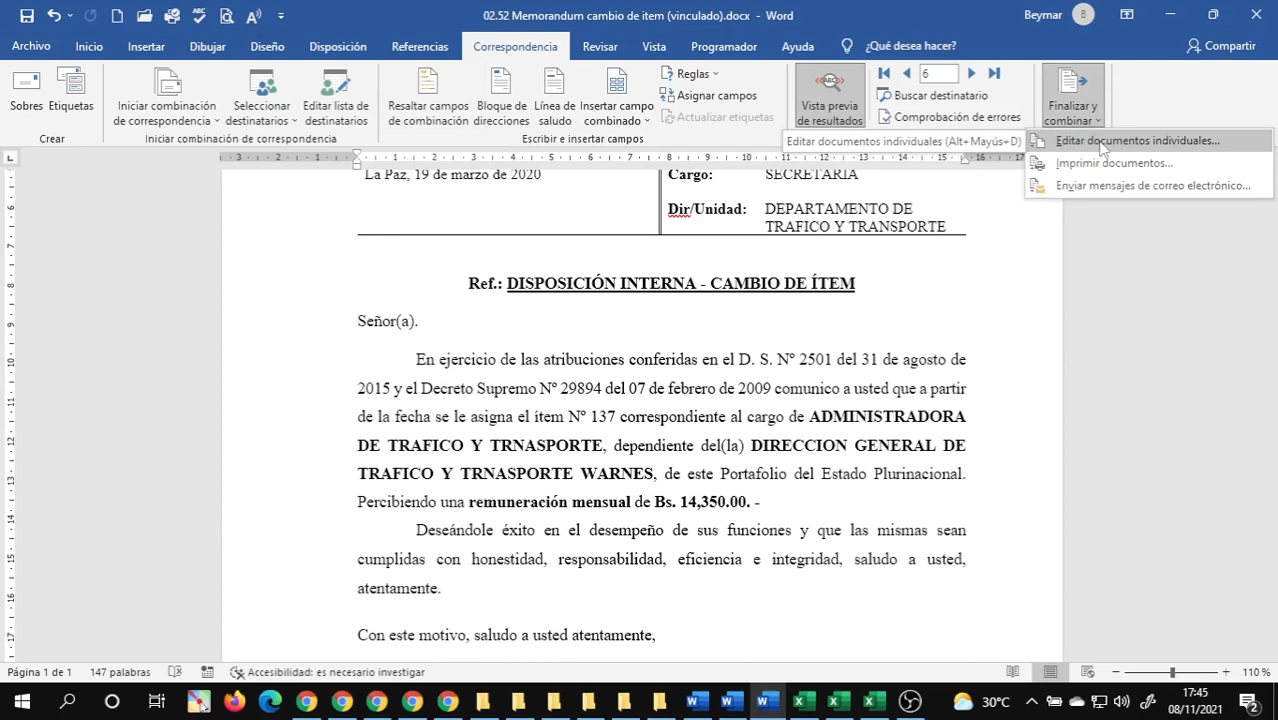 02.52 Memorandum cambio de item (vinculado).docx - Word
Beymar
B
Archivo Inicio Insertar Dibujar Diseño Disposición Referencias Correspondencia Revisar Vista Programador Ayuda ¿Qué desea hacer? Compartir
Sobres Etiquetas
Crear
Iniciar combinación de correspondencia
Seleccionar destinatarios
Editar lista de destinatarios
Iniciar combinación de correspondencia
Resaltar campos de combinación
Bloque de direcciones
Línea de saludo
Insertar campo combinado
Reglas
Asignar campos
Actualizar etiquetas
Escribir e insertar campos
Vista previa de resultados
6
Buscar destinatario
Comprobación de errores
Finalizar y combinar
Editar documentos individuales (Alt+Mayús+D)
Editar documentos individuales...
Imprimir documentos...
Enviar mensajes de correo electrónico...
La Paz, 19 de marzo de 2020
Cargo: SECRETARIA
Dir/Unidad: DEPARTAMENTO DE
TRAFICO Y TRANSPORTE
Ref.: DISPOSICIÓN INTERNA - CAMBIO DE ÍTEM
Señor(a).
En ejercicio de las atribuciones conferidas en el D. S. Nº 2501 del 31 de agosto de
2015 y el Decreto Supremo Nº 29894 del 07 de febrero de 2009 comunico a usted que a partir
de la fecha se le asigna el ítem Nº 137 correspondiente al cargo de ADMINISTRADORA
DE TRAFICO Y TRNASPORTE, dependiente del(la) DIRECCION GENERAL DE
TRAFICO Y TRNASPORTE WARNES, de este Portafolio del Estado Plurinacional.
Percibiendo una remuneración mensual de Bs. 14,350.00. -
Deseándole éxito en el desempeño de sus funciones y que las mismas sean
cumplidas con honestidad, responsabilidad, eficiencia e integridad, saludo a usted,
atentamente.
Con este motivo, saludo a usted atentamente,
Página 1 de 1 147 palabras Accesibilidad: es necesario investigar 110 %
30°C
17:45
08/11/2021
2